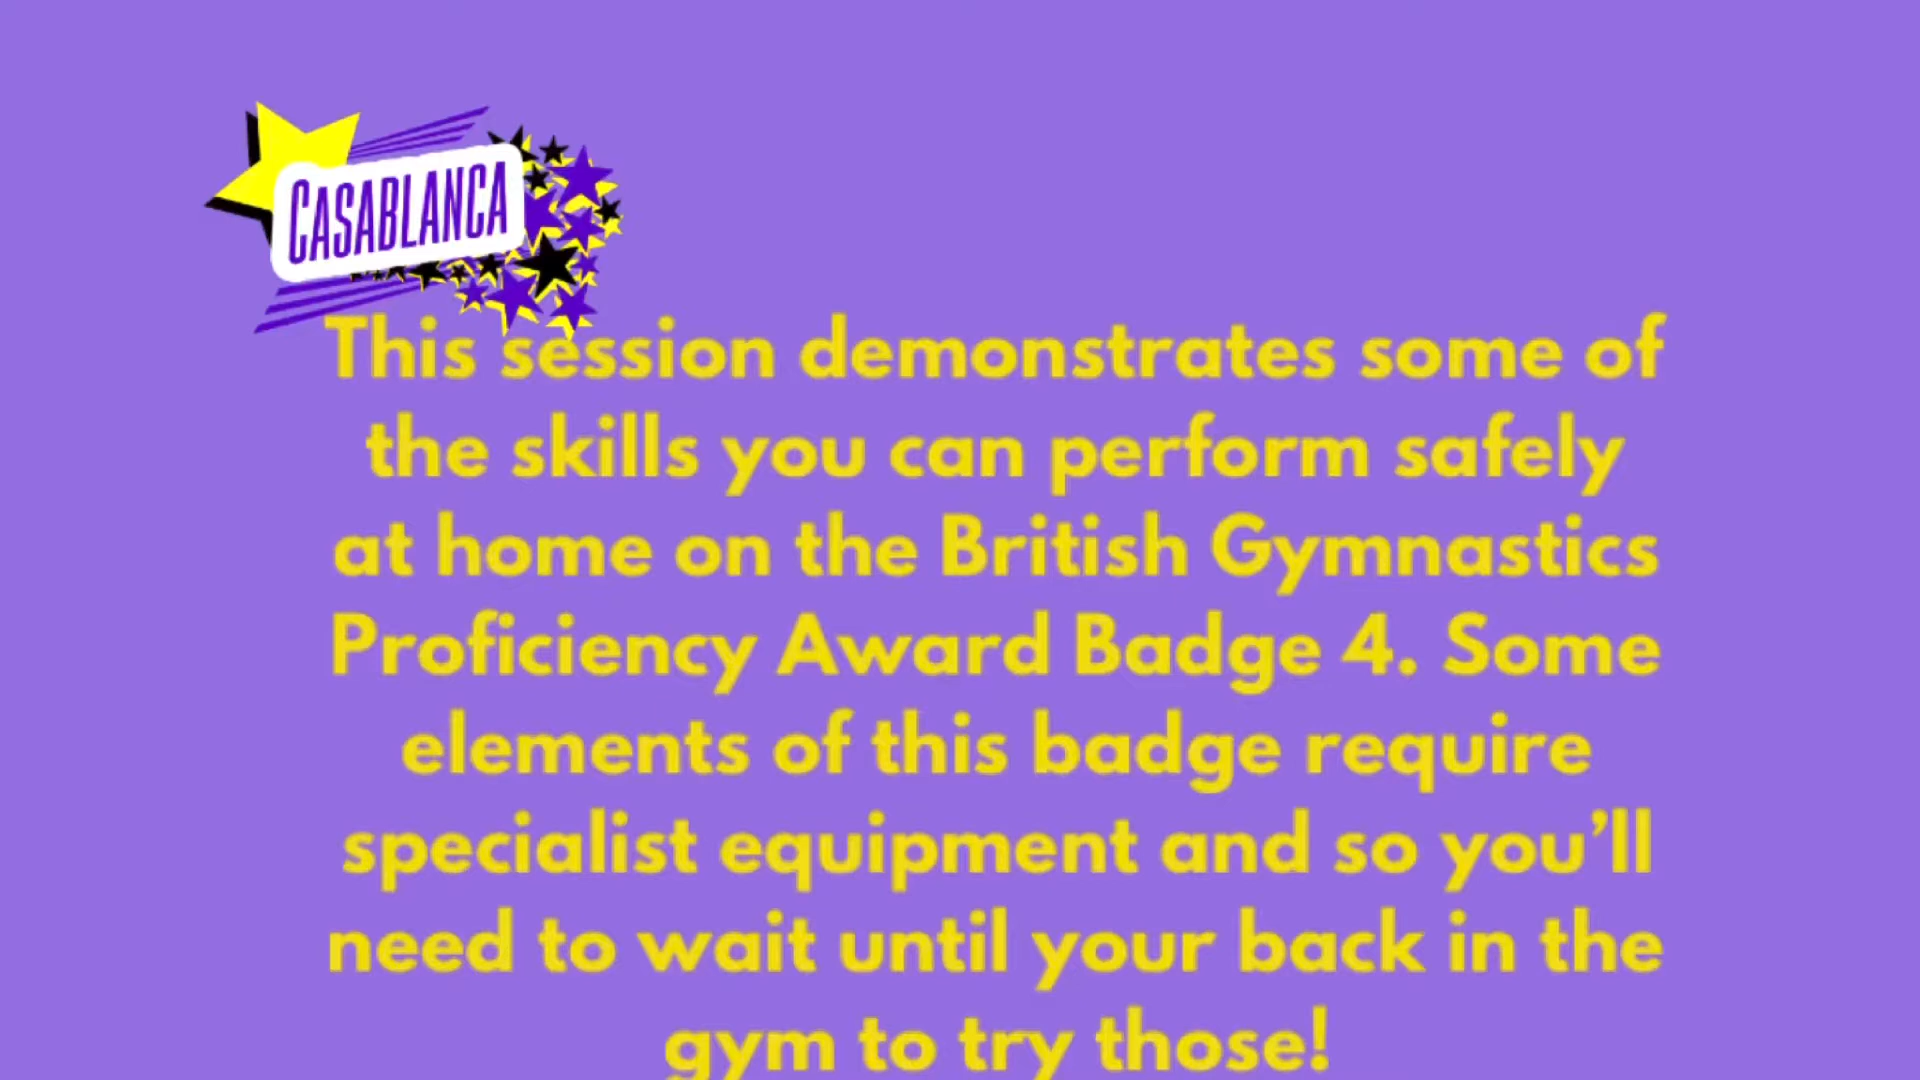 CASABLANCA
This session demonstrates some of
the skills you can perform safely
at home on the British Gymnastics
Proficiency Award Badge 4. Some
elements of this badge require
specialist equipment and so you’ll
need to wait until your back in the
gym to try those!